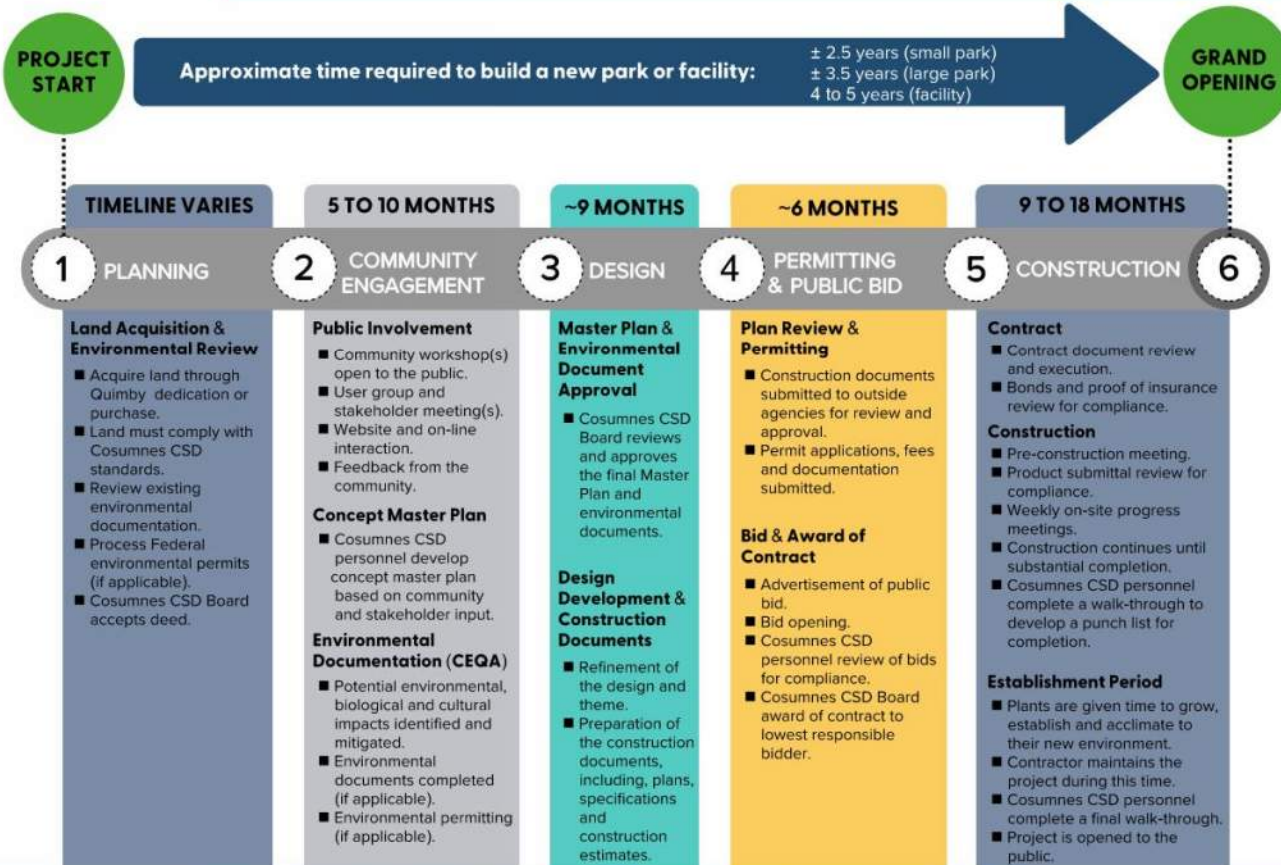 PROJECT
START
Approximate time required to build a new park or facility:
± 2.5 years (small park)
± 3.5 years (large park)
4 to 5 years (facility)
GRAND
OPENING
TIMELINE VARIES
1 PLANNING
Land Acquisition &
Environmental Review
■ Acquire land through
Quimby dedication or
purchase.
■ Land must comply with
Cosumnes CSD
standards.
■ Review existing
environmental
documentation.
■ Process Federal
environmental permits
(if applicable).
■ Cosumnes CSD Board
accepts deed.
5 TO 10 MONTHS
2 COMMUNITY
ENGAGEMENT
Public Involvement
■ Community workshop(s)
open to the public.
■ User group and
stakeholder meeting(s).
■ Website and on-line
interaction.
■ Feedback from the
community.
Concept Master Plan
■ Cosumnes CSD
personnel develop
concept master plan
based on community
and stakeholder input.
Environmental
Documentation (CEQA)
■ Potential environmental,
biological and cultural
impacts identified and
mitigated.
■ Environmental
documents completed
(if applicable).
■ Environmental permitting
(if applicable).
~9 MONTHS
3 DESIGN
Master Plan &
Environmental
Document
Approval
■ Cosumnes CSD
Board reviews
and approves
the final Master
Plan and
environmental
documents.
Design
Development &
Construction
Documents
■ Refinement of
the design and
theme.
■ Preparation of
the construction
documents,
including, plans,
specifications
and
construction
estimates.
~6 MONTHS
4 PERMITTING
& PUBLIC BID
Plan Review &
Permitting
■ Construction documents
submitted to outside
agencies for review and
approval.
■ Permit applications, fees
and documentation
submitted.
Bid & Award of
Contract
■ Advertisement of public
bid.
■ Bid opening.
■ Cosumnes CSD
personnel review of bids
for compliance.
■ Cosumnes CSD Board
award of contract to
lowest responsible
bidder.
9 TO 18 MONTHS
5 CONSTRUCTION 6
Contract
■ Contract document review
and execution.
■ Bonds and proof of insurance
review for compliance.
Construction
■ Pre-construction meeting.
■ Product submittal review for
compliance.
■ Weekly on-site progress
meetings.
■ Construction continues until
substantial completion.
■ Cosumnes CSD personnel
complete a walk-through to
develop a punch list for
completion.
Establishment Period
■ Plants are given time to grow,
establish and acclimate to
their new environment.
■ Contractor maintains the
project during this time.
■ Cosumnes CSD personnel
complete a final walk-through.
■ Project is opened to the
public.